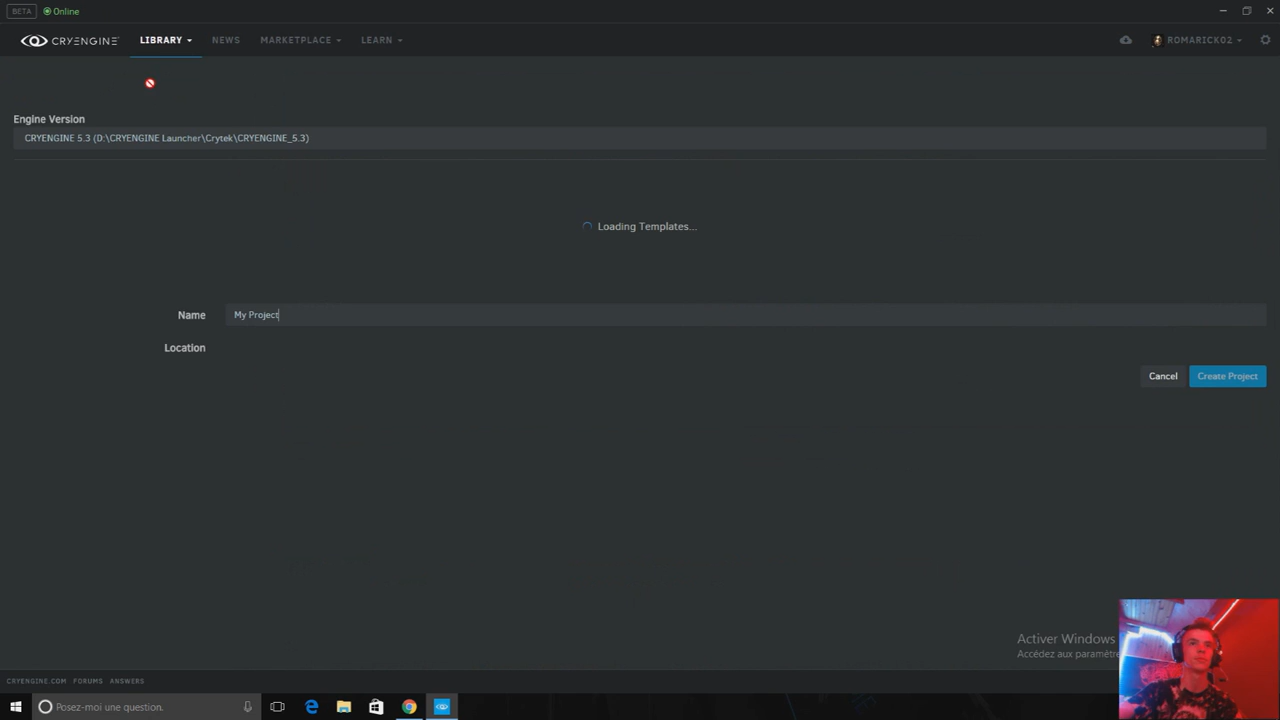 BETA Online
CRYENGINE LIBRARY NEWS MARKETPLACE LEARN ROMARICK02
Engine Version
CRYENGINE 5.3 (D:\CRYENGINE Launcher\Crytek\CRYENGINE_5.3)
Loading Templates...
Name My Project
Location
Cancel Create Project
Activer Windows
Accédez aux paramètre
CRYENGINE.COM FORUMS ANSWERS
Posez-moi une question.